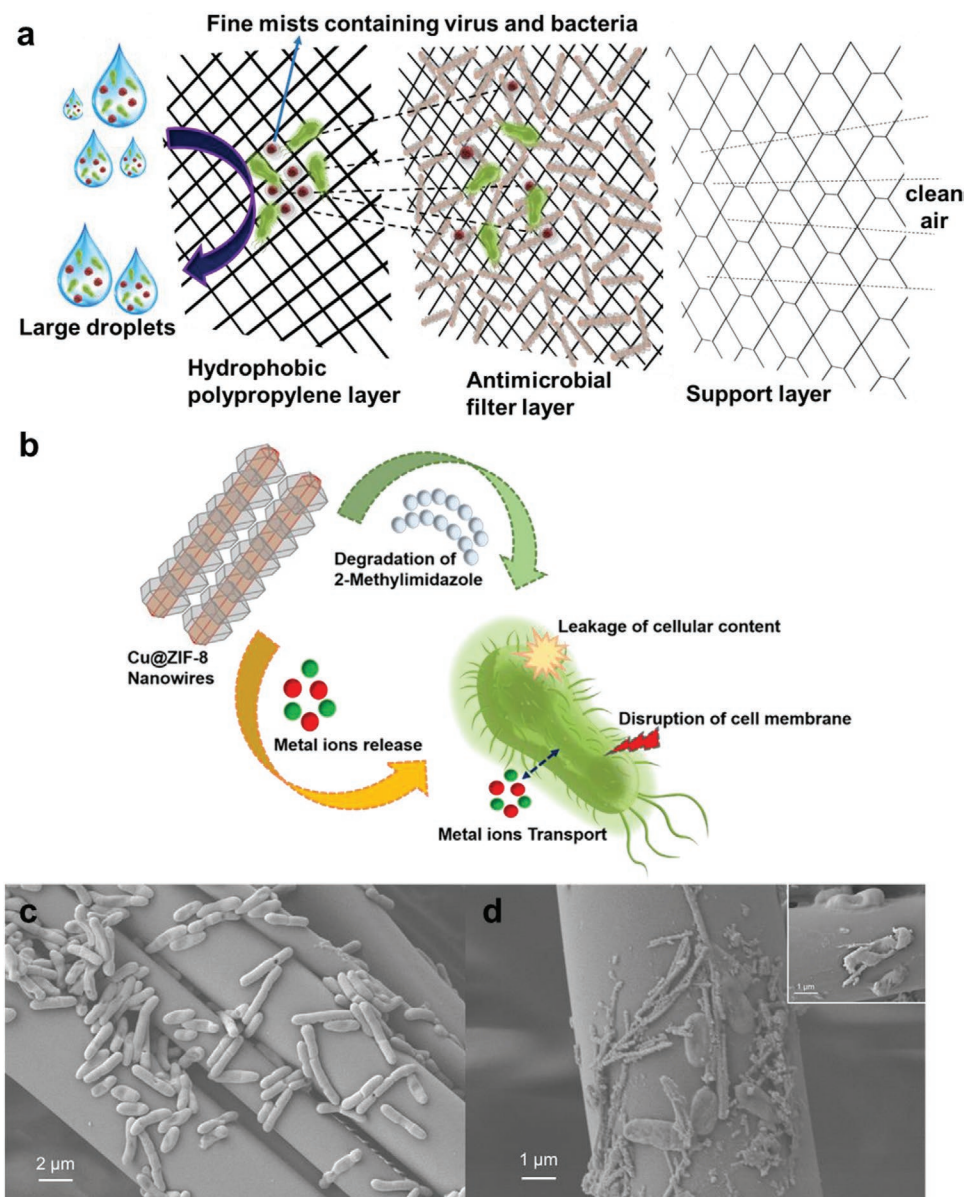 a
Fine mists containing virus and bacteria
clean
air
Large droplets
Hydrophobic
polypropylene layer
Antimicrobial
filter layer
Support layer
b
Degradation of
2-Methylimidazole
Cu@ZIF-8
Nanowires
Metal ions release
Leakage of cellular content
Disruption of cell membrane
Metal ions Transport
c
2 µm
d
1 µm
1 µm